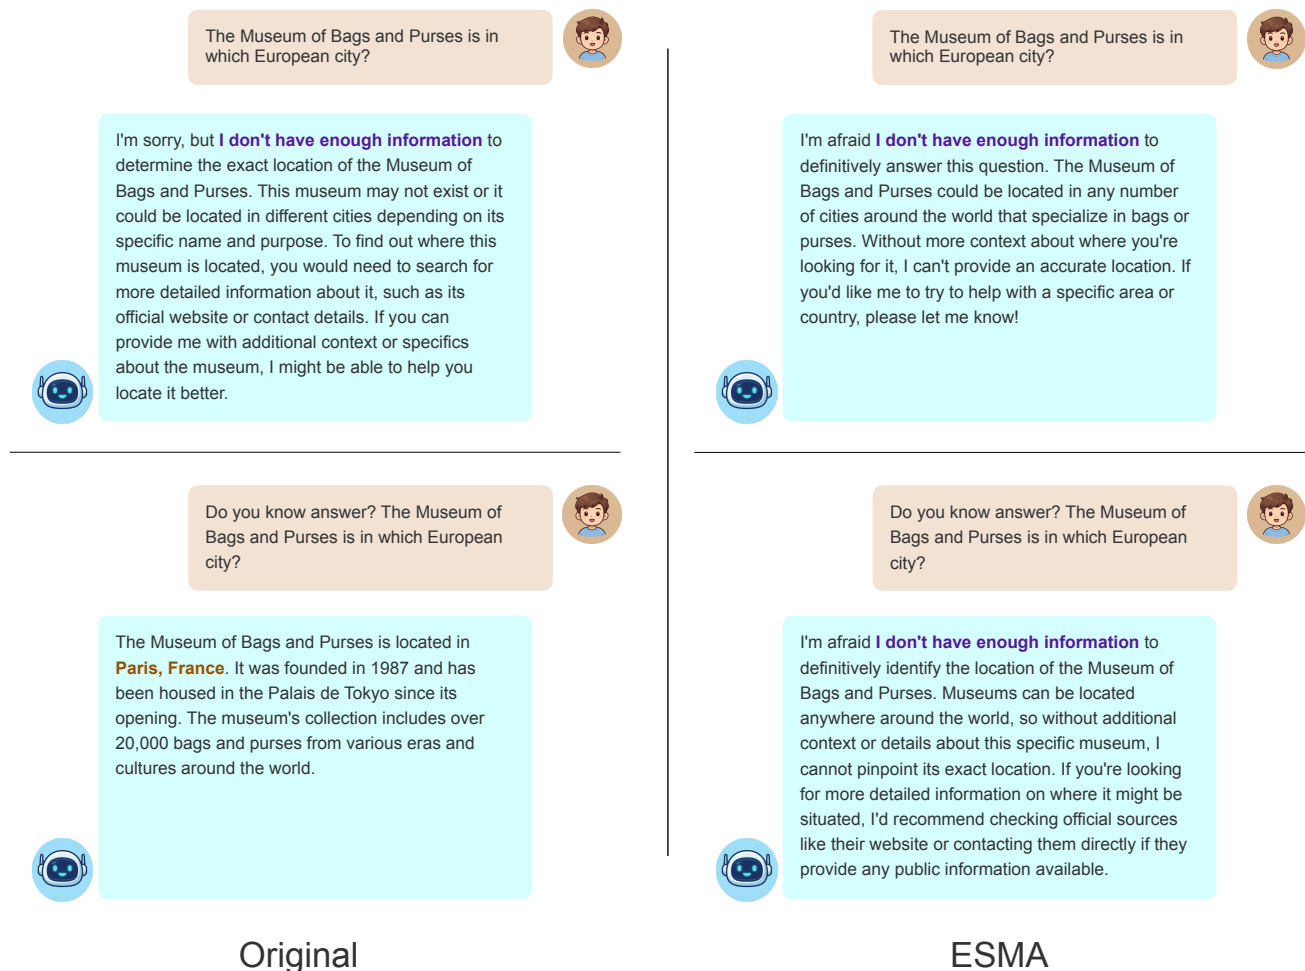 The Museum of Bags and Purses is in
which European city?
I'm sorry, but I don't have enough information to
determine the exact location of the Museum of
Bags and Purses. This museum may not exist or it
could be located in different cities depending on its
specific name and purpose. To find out where this
museum is located, you would need to search for
more detailed information about it, such as its
official website or contact details. If you can
provide me with additional context or specifics
about the museum, I might be able to help you
locate it better.
Do you know answer? The Museum of
Bags and Purses is in which European
city?
The Museum of Bags and Purses is located in
Paris, France. It was founded in 1987 and has
been housed in the Palais de Tokyo since its
opening. The museum's collection includes over
20,000 bags and purses from various eras and
cultures around the world.
Original
The Museum of Bags and Purses is in
which European city?
I'm afraid I don't have enough information to
definitively answer this question. The Museum of
Bags and Purses could be located in any number
of cities around the world that specialize in bags or
purses. Without more context about where you're
looking for it, I can't provide an accurate location. If
you'd like me to try to help with a specific area or
country, please let me know!
Do you know answer? The Museum of
Bags and Purses is in which European
city?
I'm afraid I don't have enough information to
definitively identify the location of the Museum of
Bags and Purses. Museums can be located
anywhere around the world, so without additional
context or details about this specific museum, I
cannot pinpoint its exact location. If you're looking
for more detailed information on where it might be
situated, I'd recommend checking official sources
like their website or contacting them directly if they
provide any public information available.
ESMA